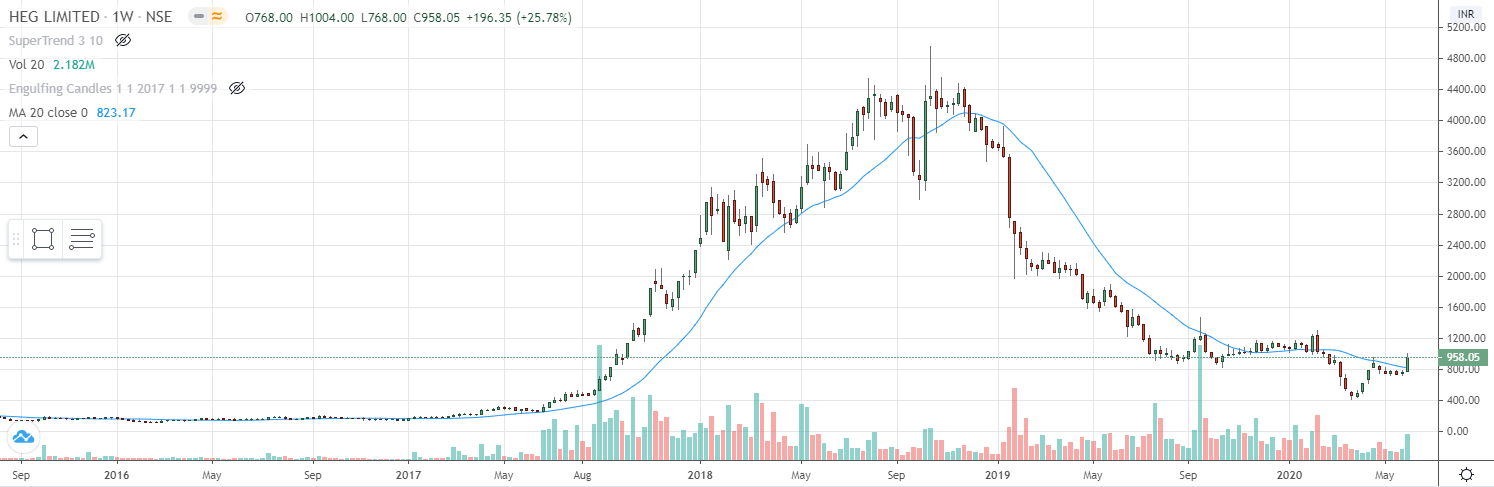 HEG LIMITED · 1W · NSE O768.00 H1004.00 L768.00 C958.05 +196.35 (+25.78%)
SuperTrend 3 10
Vol 20 2.182M
Engulfing Candles 1 1 2017 1 1 9999
MA 20 close 0 823.17
INR
5200.00
4800.00
4400.00
4000.00
3600.00
3200.00
2800.00
2400.00
2000.00
1600.00
1200.00
958.05
800.00
400.00
0.00
Sep 2016 May Sep 2017 May Aug 2018 May Sep 2019 May Sep 2020 May